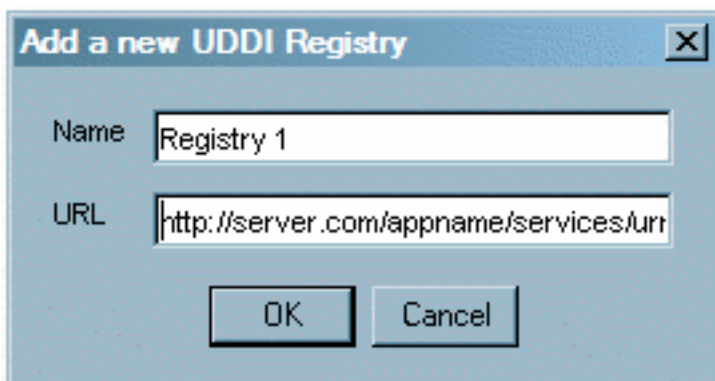 Add a new UDDI Registry
Name Registry 1
URL http://server.com/appname/services/urr
OK Cancel